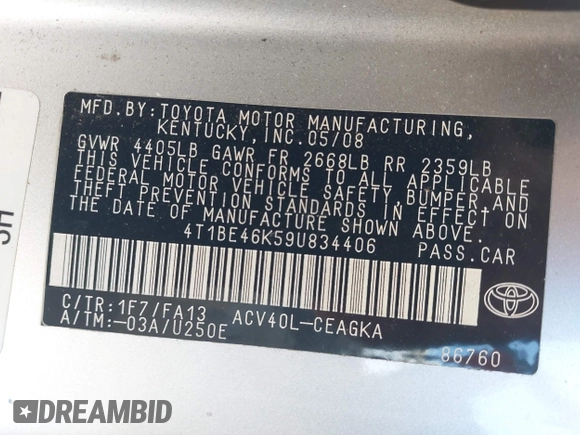 MFD.BY:TOYOTA MOTOR MANUFACTURING,
KENTUCKY, INC.05/08
GVWR 4405LB GAWR FR 2668LB RR 2359LB
THIS VEHICLE CONFORMS TO ALL APPLICABLE
FEDERAL MOTOR VEHICLE SAFETY, BUMPER, AND
THEFT PREVENTION STANDARDS IN EFFECT ON
THE DATE OF MANUFACTURE SHOWN ABOVE.
4T1BE46K59U834406 PASS.CAR
C/TR:1F7/FA13 ACV40L-CEAGKA
A/TM:-03A/U250E
86760
DREAMBID